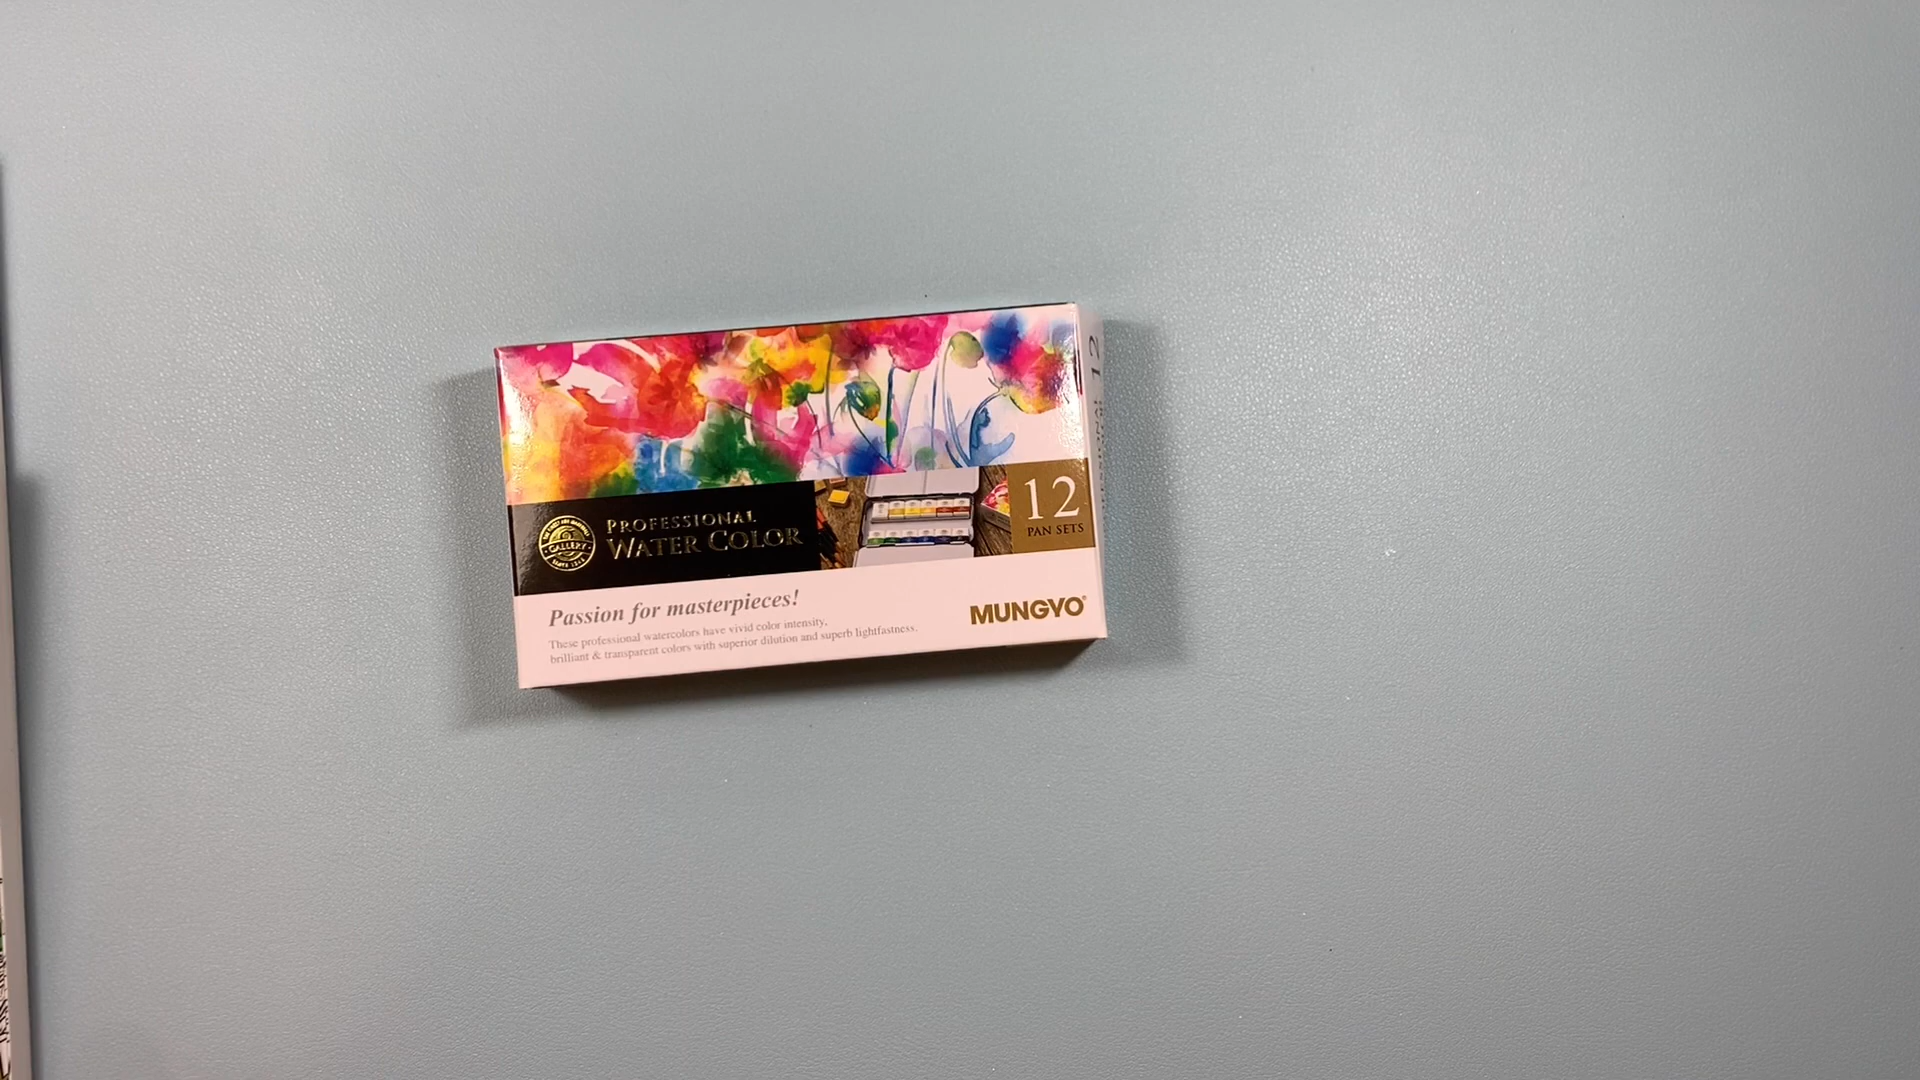 PROFESSIONAL
WATER COLOR
GALLERY
12
PAN SETS
Passion for masterpieces!
These professional watercolors have vivid color intensity,
brilliant & transparent colors with superior dilution and superb lightfastness.
MUNGYO®
12